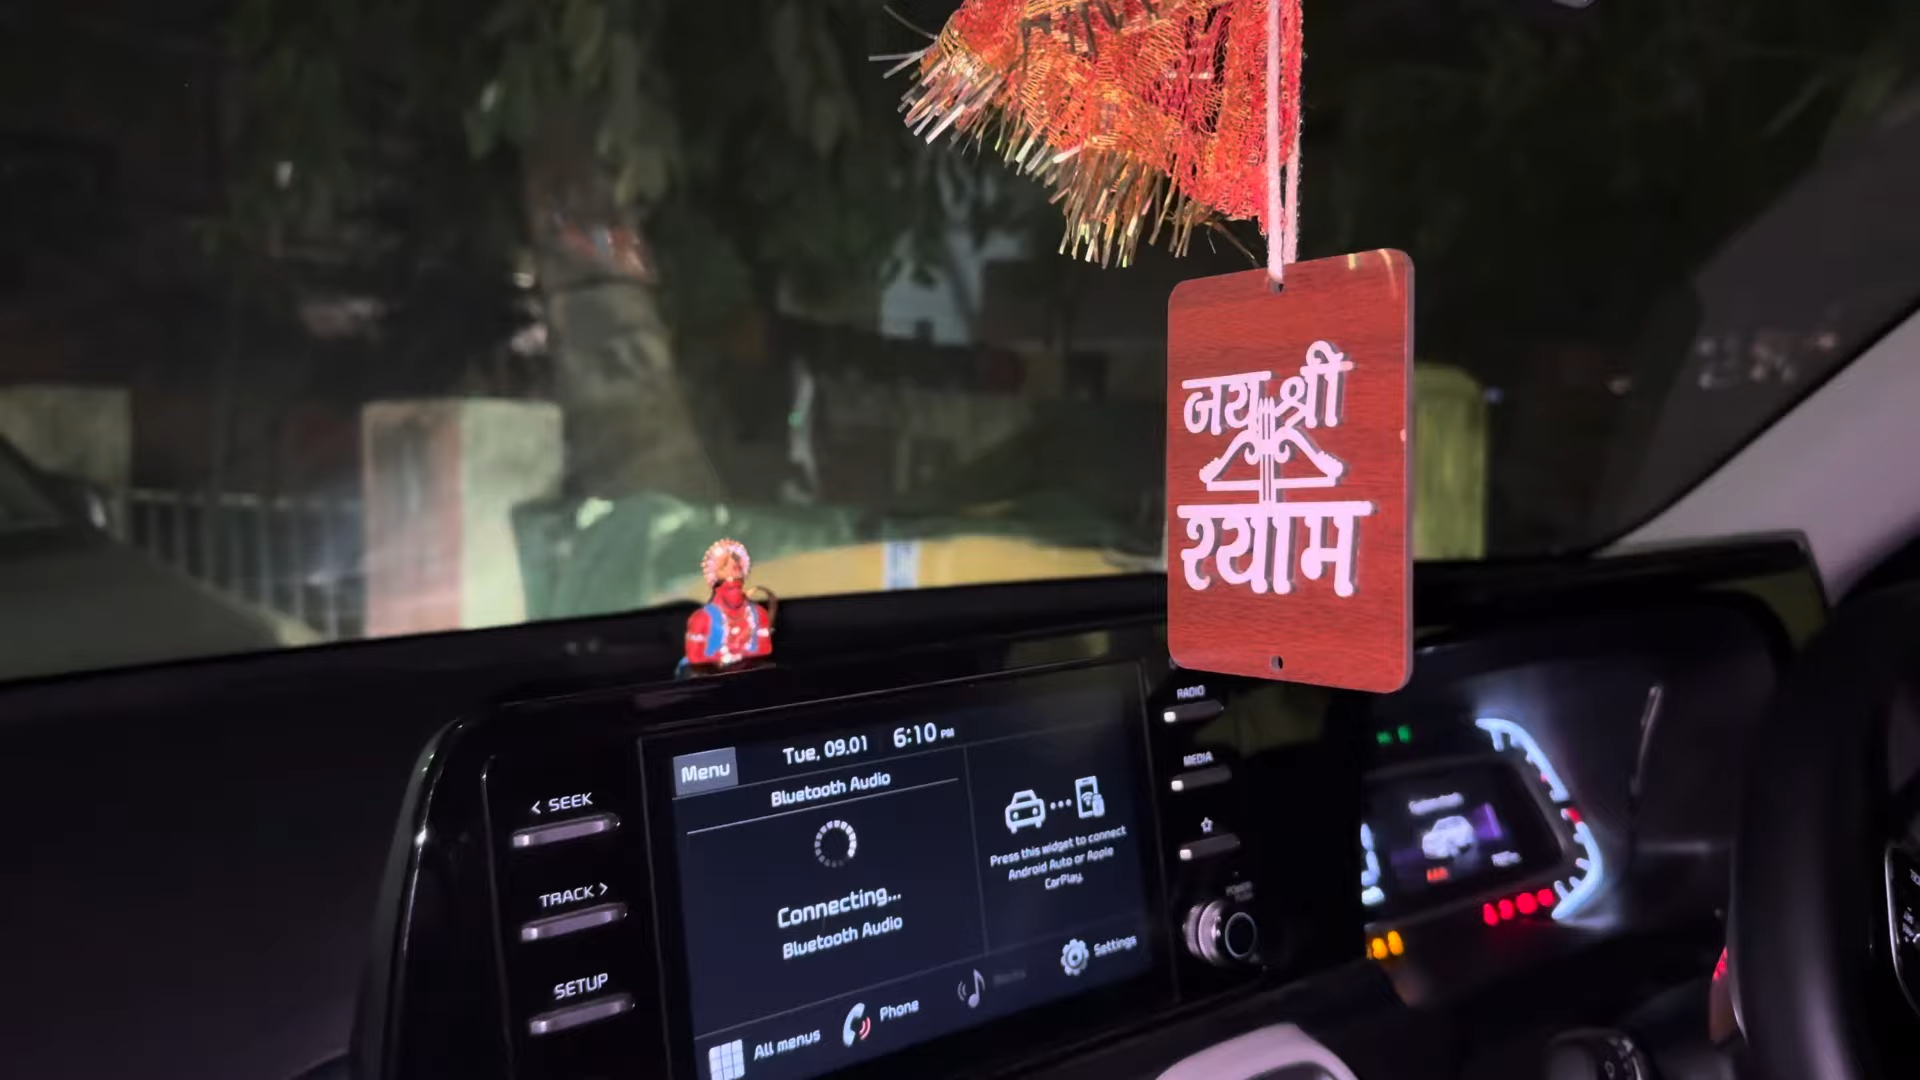 जय श्री
श्याम
RADIO
MEDIA
Menu
Tue, 09.01 6:10 PM
Bluetooth Audio
Connecting...
Bluetooth Audio
Press this widget to connect
Android Auto or Apple
CarPlay.
< SEEK
TRACK >
SETUP
All menus
Phone
Settings
POWER